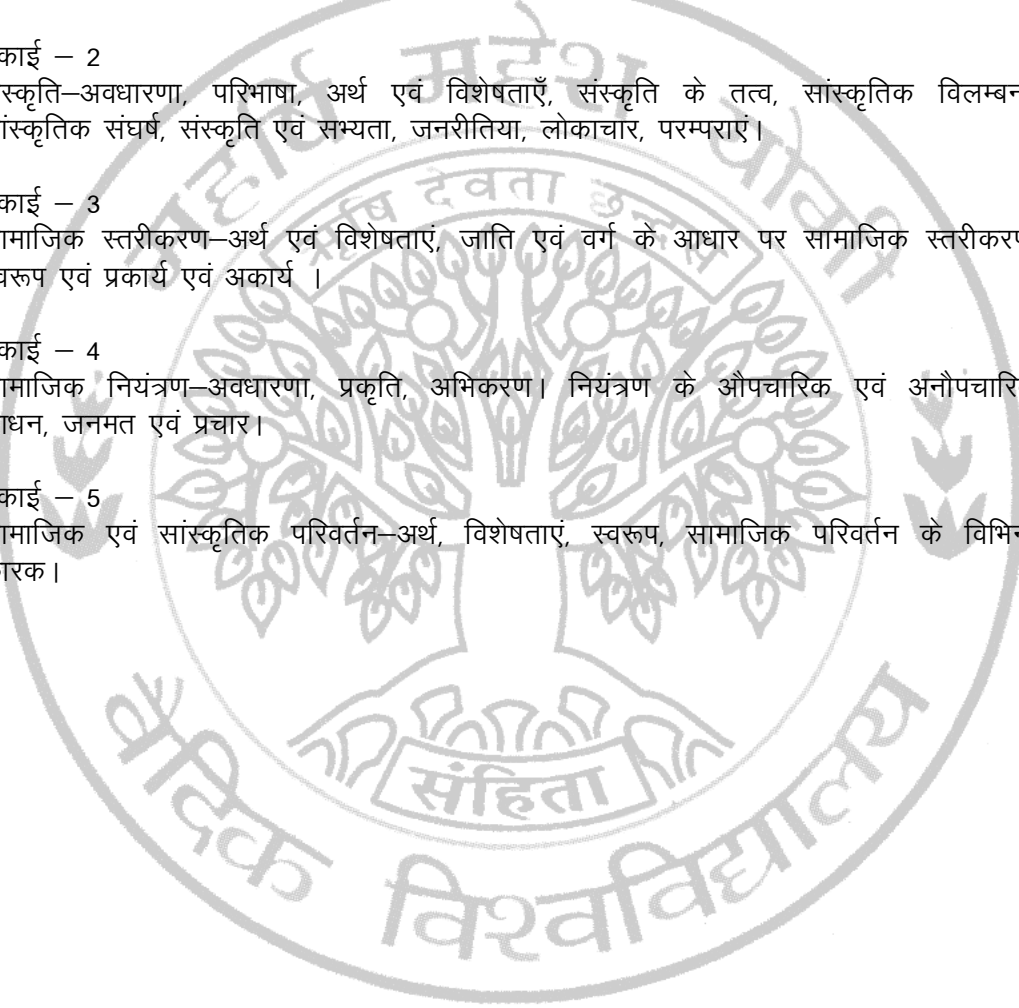 काई – 2
स्कृति–अवधारणा, परिभाषा, अर्थ एवं विशेषताएँ, संस्कृति के तत्व, सांस्कृतिक विलम्बन
ांस्कृतिक संघर्ष, संस्कृति एवं सभ्यता, जनरीतिया, लोकाचार, परम्पराएं।
काई – 3
ामाजिक स्तरीकरण–अर्थ एवं विशेषताएं, जाति एवं वर्ग के आधार पर सामाजिक स्तरीकरण
वरूप एवं प्रकार्य एवं अकार्य ।
काई – 4
ामाजिक नियंत्रण–अवधारणा, प्रकृति, अभिकरण। नियंत्रण के औपचारिक एवं अनौपचारि
ाधन, जनमत एवं प्रचार।
काई – 5
ामाजिक एवं सांस्कृतिक परिवर्तन–अर्थ, विशेषताएं, स्वरूप, सामाजिक परिवर्तन के विभिन
ारक।
महर्षि महेश योगी
देवता
संहिता
वैदिक विश्वविद्यालय